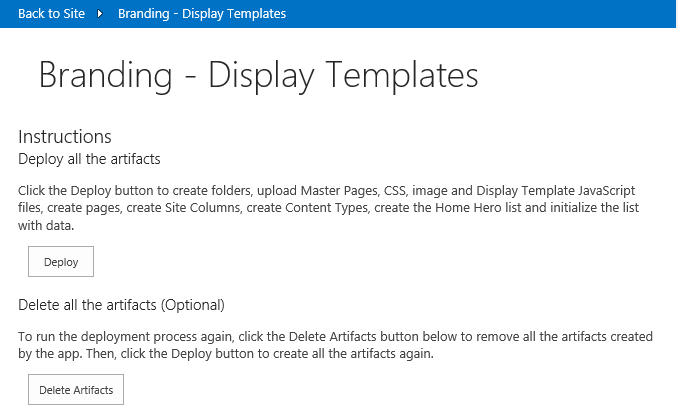 Back to Site Branding - Display Templates
Branding - Display Templates
Instructions
Deploy all the artifacts
Click the Deploy button to create folders, upload Master Pages, CSS, image and Display Template JavaScript
files, create pages, create Site Columns, create Content Types, create the Home Hero list and initialize the list
with data.
Deploy
Delete all the artifacts (Optional)
To run the deployment process again, click the Delete Artifacts button below to remove all the artifacts created
by the app. Then, click the Deploy button to create all the artifacts again.
Delete Artifacts